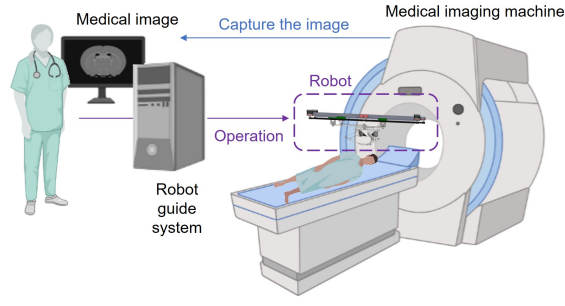 Medical image
Capture the image
Medical imaging machine
Robot
Operation
Robot
guide
system